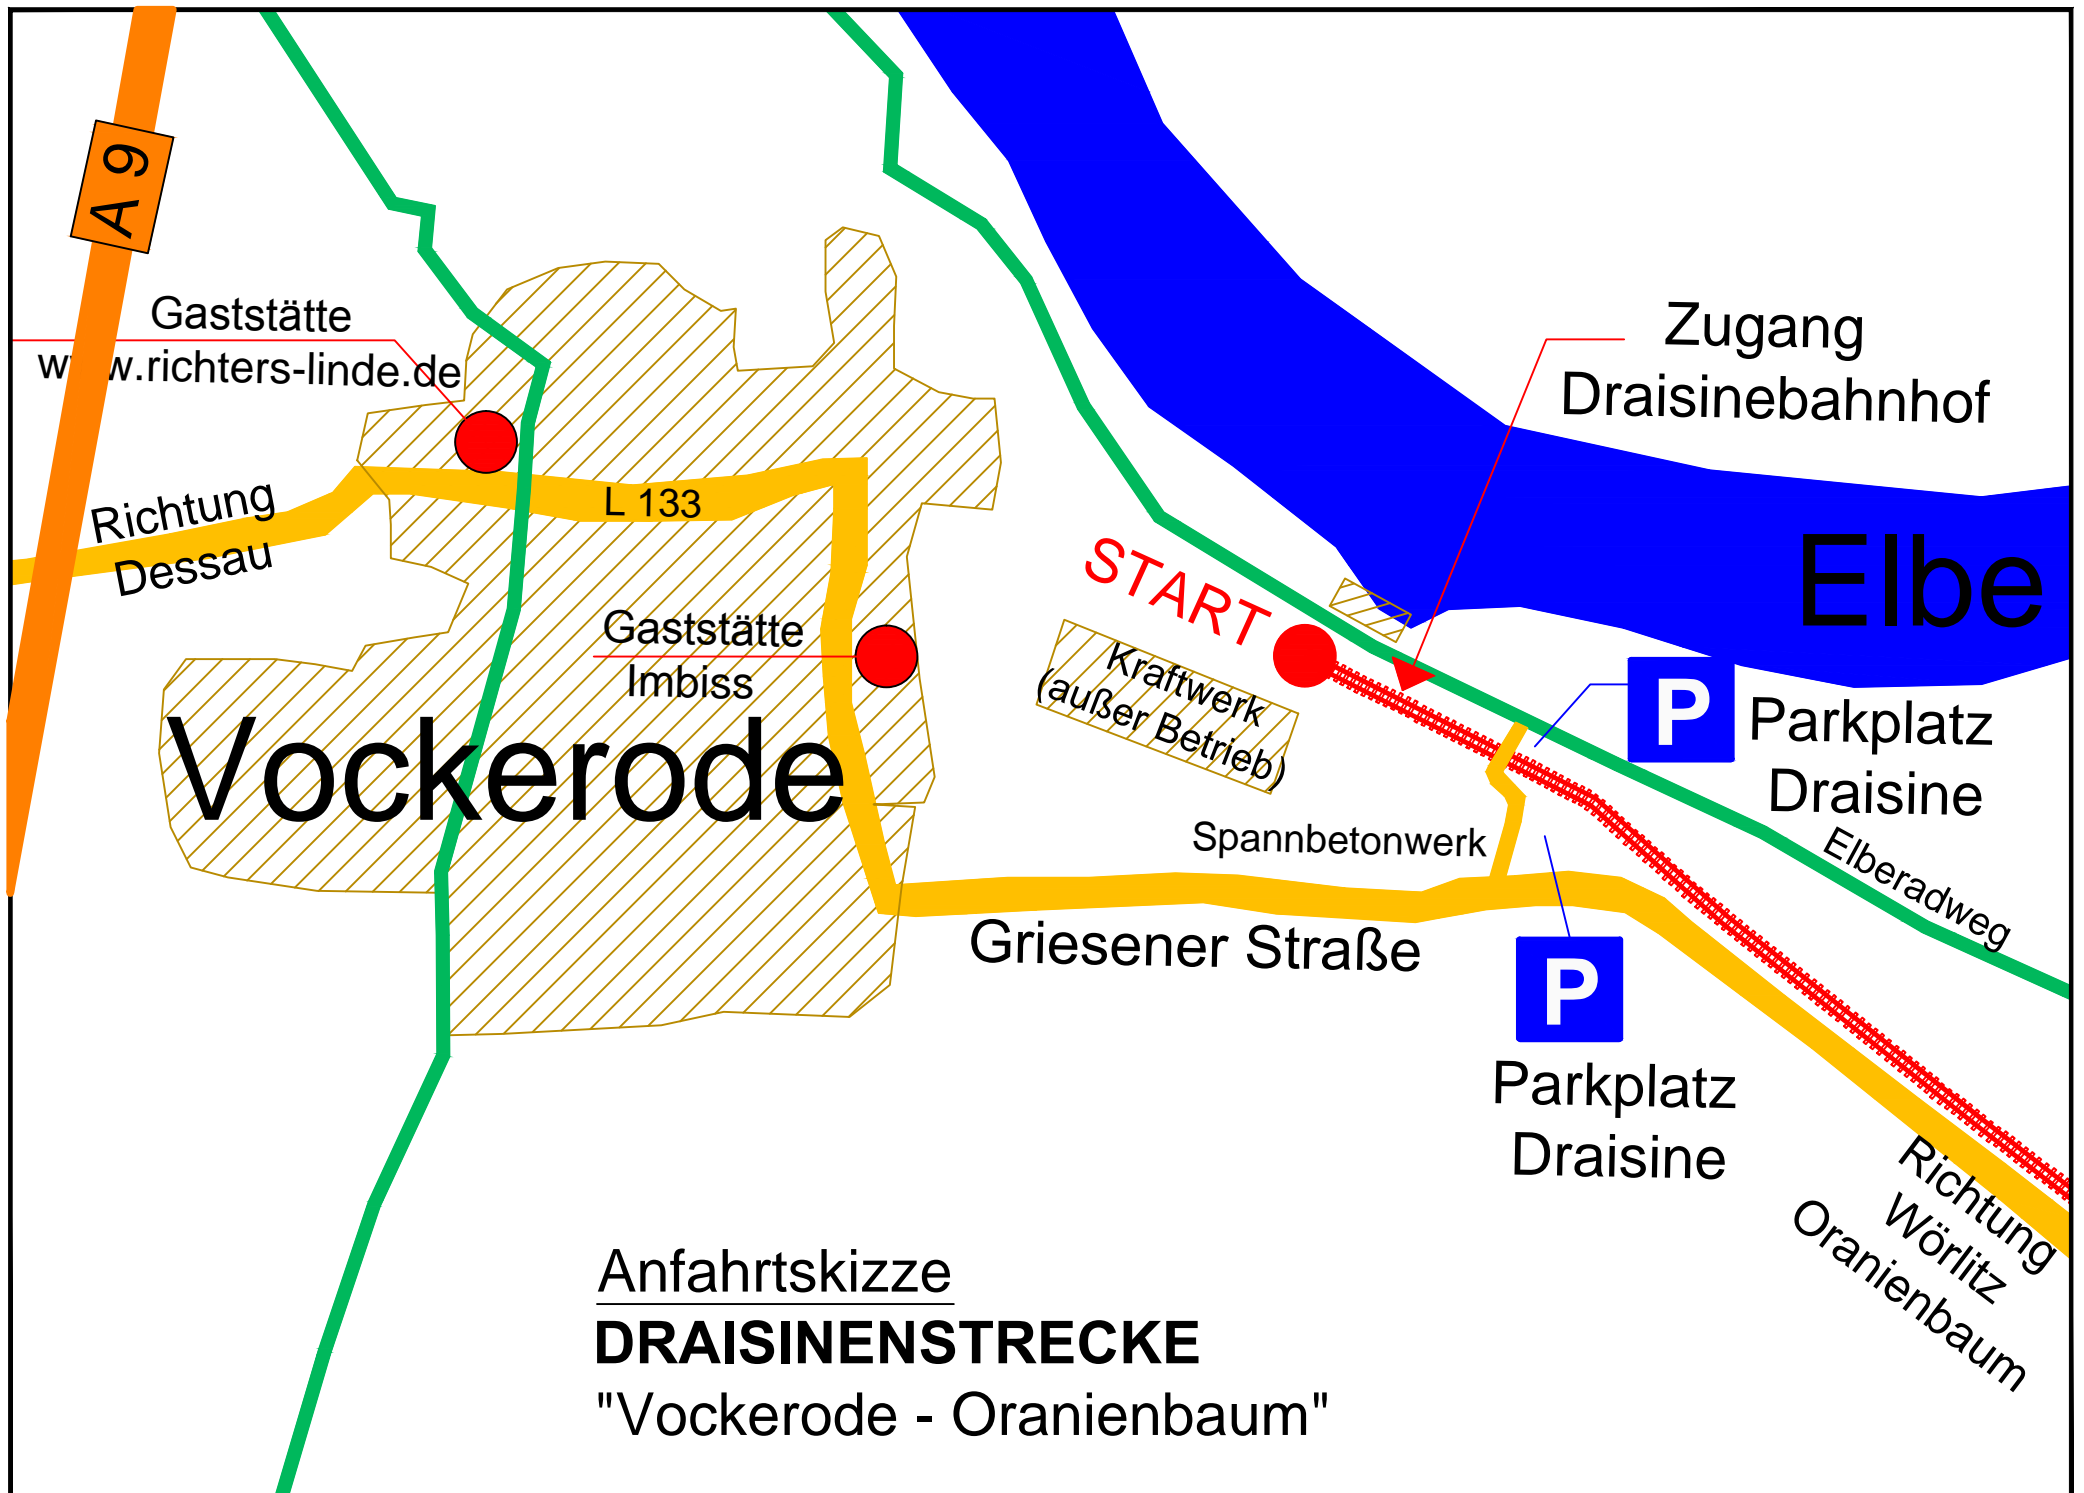 A 9
Gaststätte
www.richters-linde.de
Richtung
Dessau
L 133
Gaststätte
Imbiss
Vockerode
START
Kraftwerk
(außer Betrieb)
Zugang
Draisinebahnhof
Elbe
P
Parkplatz
Draisine
Elberadweg
Spannbetonwerk
Griesener Straße
P
Parkplatz
Draisine
Richtung
Wörlitz
Oranienbaum
Anfahrtskizze
DRAISINENSTRECKE
"Vockerode - Oranienbaum"